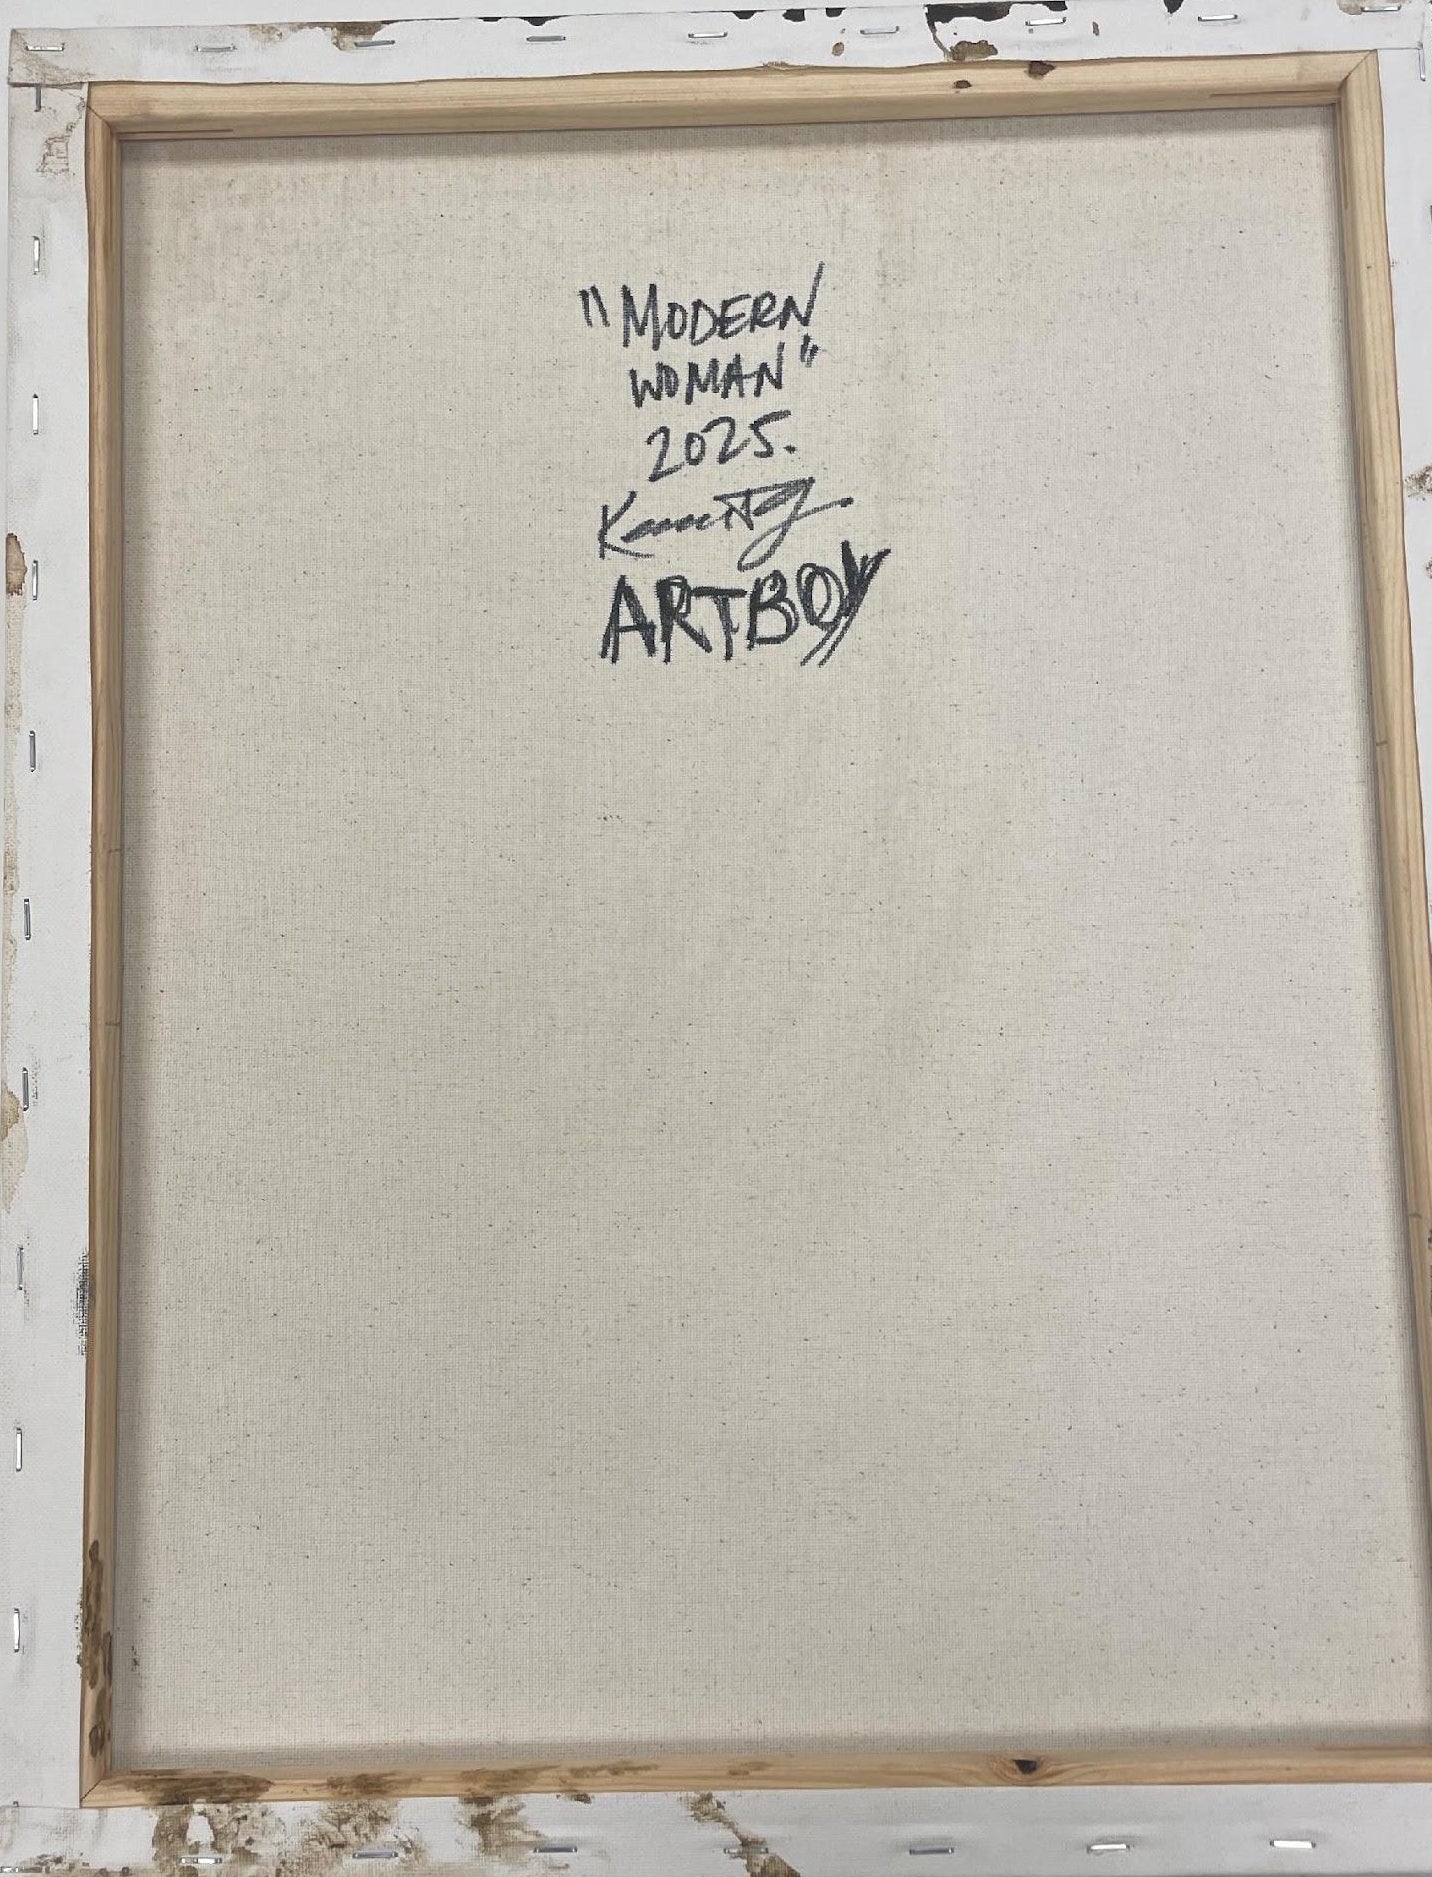 "MODERN
WOMAN"
2025.
ARTBOY